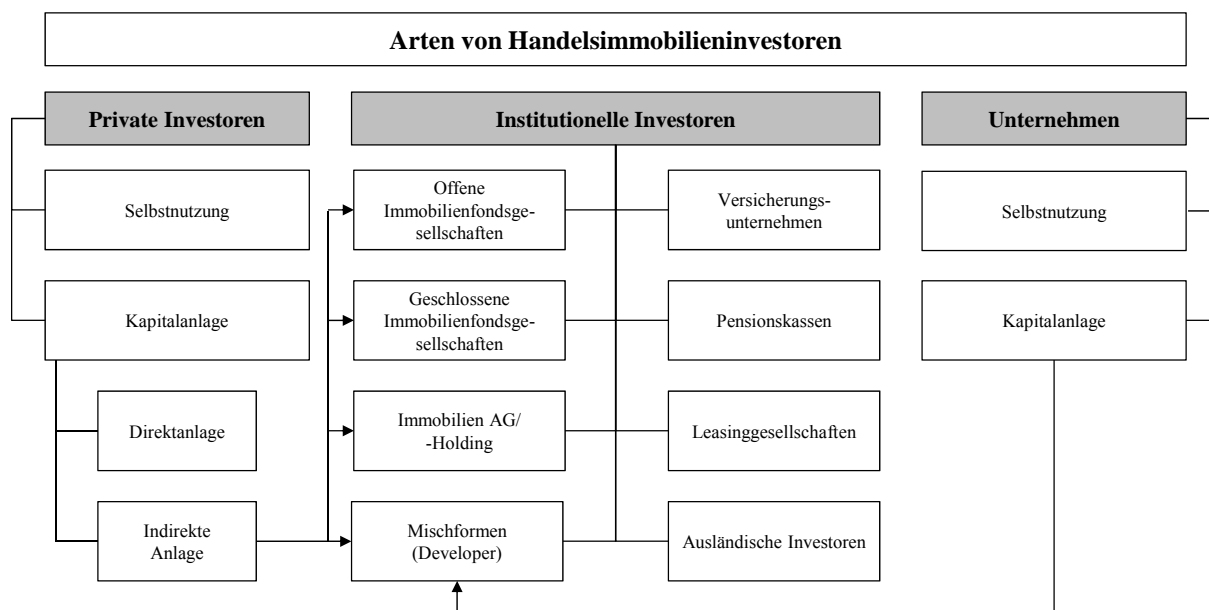 Arten von Handelsimmobilieninvestoren
Private Investoren
Institutionelle Investoren
Unternehmen
Selbstnutzung
Offene
Immobilienfondsge-
sellschaften
Versicherungs-
unternehmen
Selbstnutzung
Kapitalanlage
Geschlossene
Immobilienfondsge-
sellschaften
Pensionskassen
Kapitalanlage
Direktanlage
Immobilien AG/
-Holding
Leasinggesellschaften
Indirekte
Anlage
Mischformen
(Developer)
Ausländische Investoren